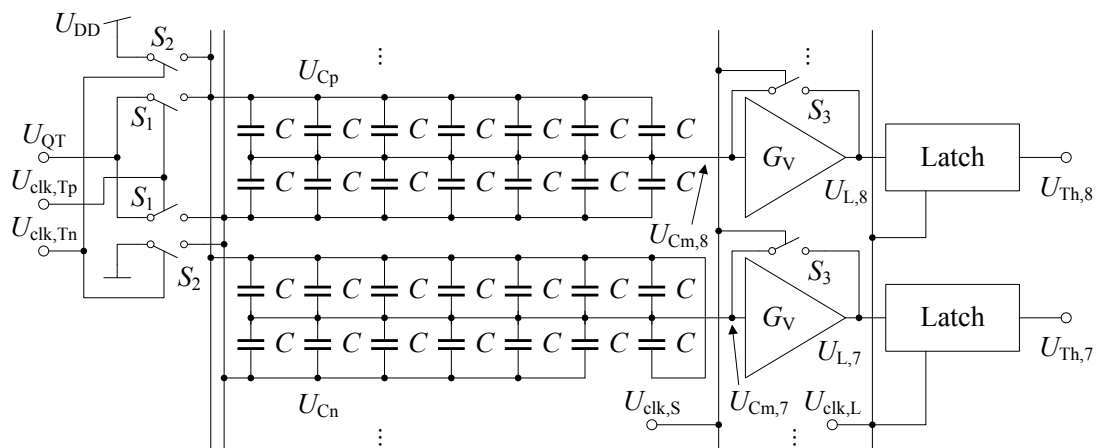 U_DD
S_2
⋮
⋮
U_Cp
S_1
S_3
C C C C C C C
U_QT
G_V
Latch
U_clk,Tp
C C C C C C C
U_L,8
U_Th,8
S_1
U_clk,Tn
U_Cm,8
S_2
S_3
C C C C C C C
G_V
Latch
C C C C C C C
U_L,7
U_Th,7
U_Cn
U_clk,S
U_Cm,7
U_clk,L
⋮
⋮